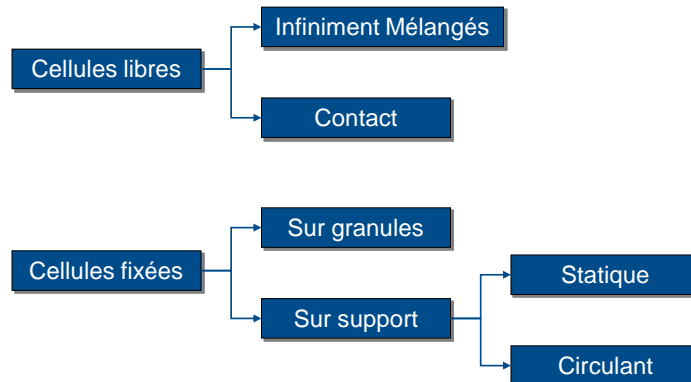 Infiniment Mélangés
Cellules libres
Contact
Sur granules
Cellules fixées
Statique
Sur support
Circulant